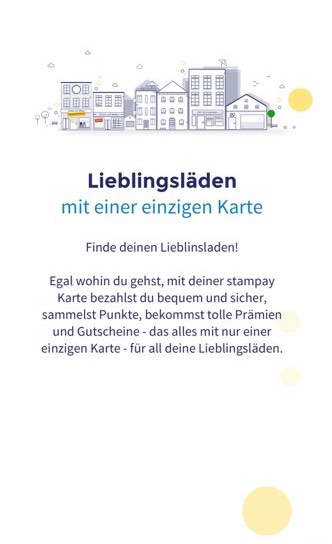 Lieblingsläden
mit einer einzigen Karte
Finde deinen Lieblinsladen!
Egal wohin du gehst, mit deiner stampay
Karte bezahlst du bequem und sicher,
sammelst Punkte, bekommst tolle Prämien
und Gutscheine - das alles mit nur einer
einzigen Karte - für all deine Lieblingsläden.